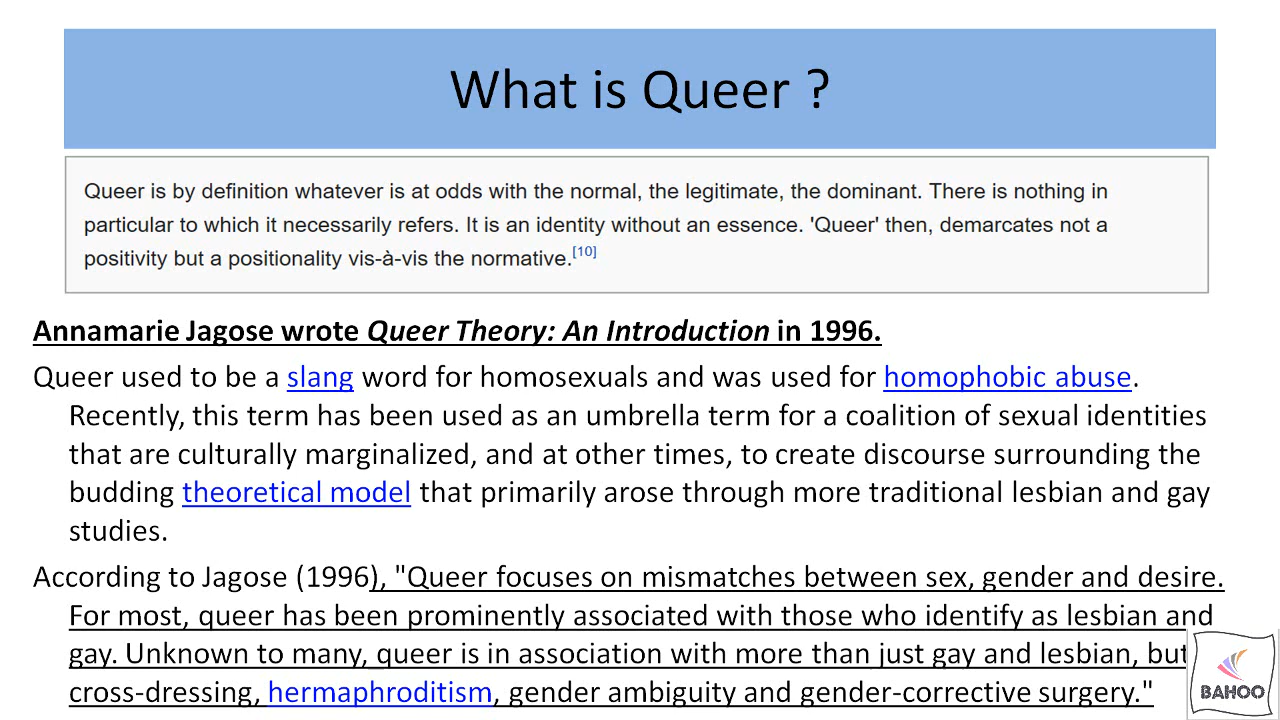 What is Queer ?
Queer is by definition whatever is at odds with the normal, the legitimate, the dominant. There is nothing in
particular to which it necessarily refers. It is an identity without an essence. 'Queer' then, demarcates not a
positivity but a positionality vis-à-vis the normative.[10]
Annamarie Jagose wrote Queer Theory: An Introduction in 1996.
Queer used to be a slang word for homosexuals and was used for homophobic abuse.
Recently, this term has been used as an umbrella term for a coalition of sexual identities
that are culturally marginalized, and at other times, to create discourse surrounding the
budding theoretical model that primarily arose through more traditional lesbian and gay
studies.
According to Jagose (1996), "Queer focuses on mismatches between sex, gender and desire.
For most, queer has been prominently associated with those who identify as lesbian and
gay. Unknown to many, queer is in association with more than just gay and lesbian, but
cross-dressing, hermaphroditism, gender ambiguity and gender-corrective surgery."
BAHOO